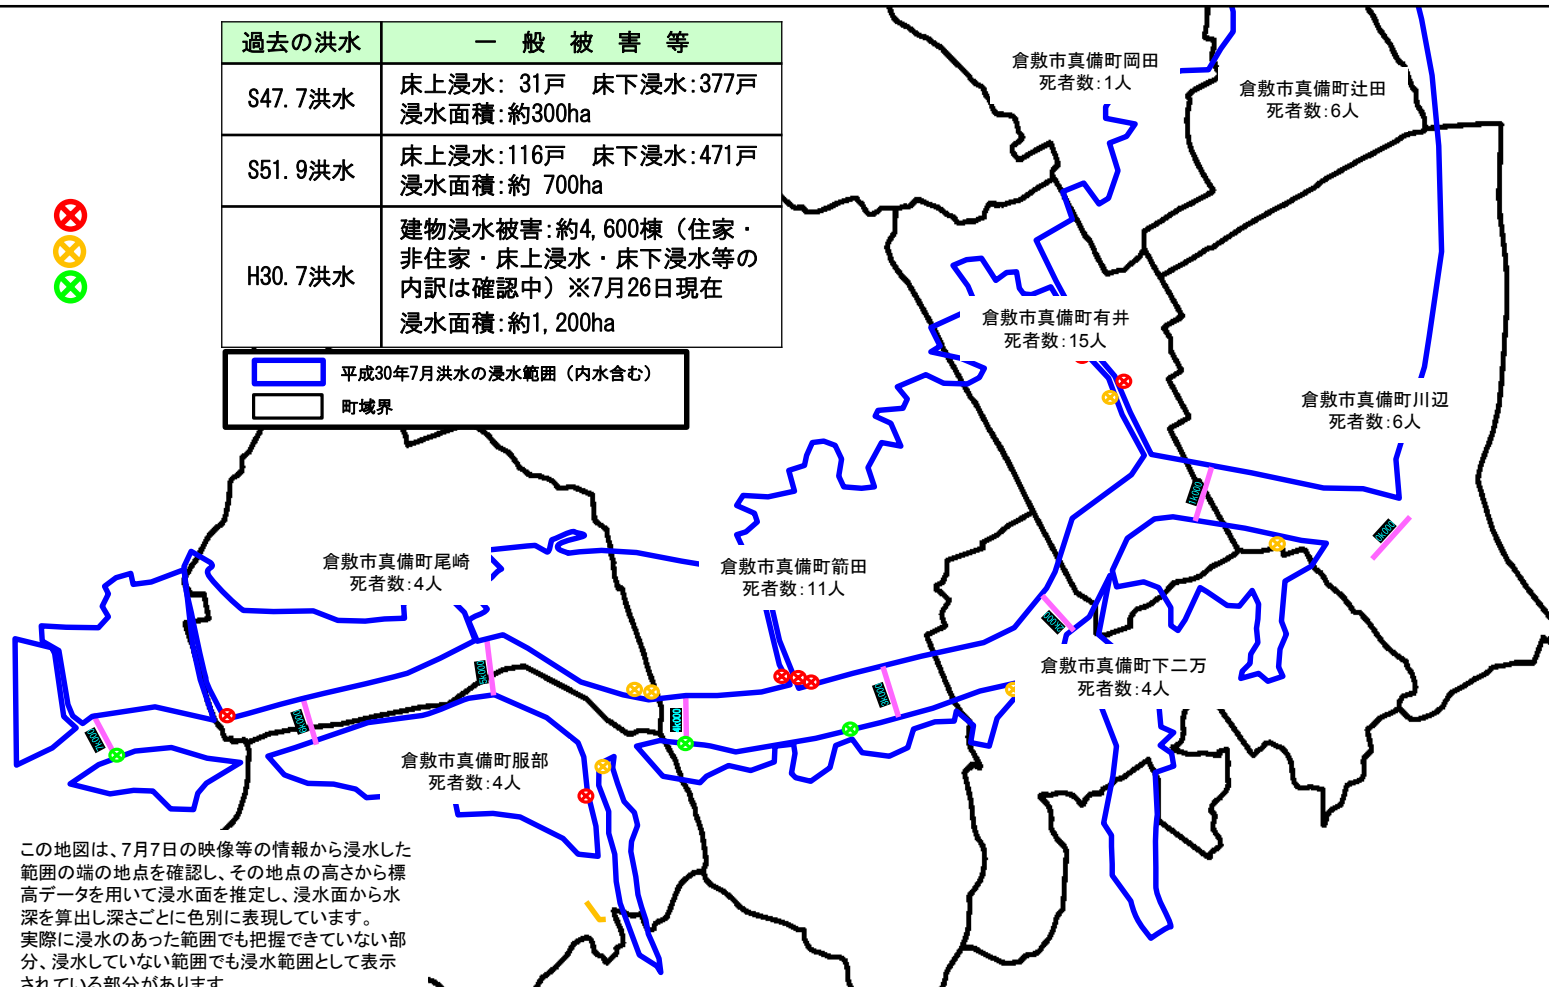 過去の洪水
一 般 被 害 等
S47.7洪水
床上浸水: 31戸 床下浸水:377戸
浸水面積:約300ha
S51.9洪水
床上浸水:116戸 床下浸水:471戸
浸水面積:約 700ha
H30.7洪水
建物浸水被害:約4,600棟（住家・
非住家・床上浸水・床下浸水等の
内訳は確認中）※7月26日現在
浸水面積:約1,200ha
平成30年7月洪水の浸水範囲（内水含む）
町域界
倉敷市真備町岡田
死者数:1人
倉敷市真備町辻田
死者数:6人
倉敷市真備町有井
死者数:15人
倉敷市真備町川辺
死者数:6人
倉敷市真備町尾崎
死者数:4人
倉敷市真備町箭田
死者数:11人
倉敷市真備町下二万
死者数:4人
倉敷市真備町服部
死者数:4人
0k000
1k000
2k000
3k000
4k000
5k000
6k000
7k000
この地図は、7月7日の映像等の情報から浸水した
範囲の端の地点を確認し、その地点の高さから標
高データを用いて浸水面を推定し、浸水面から水
深を算出し深さごとに色別に表現しています。
実際に浸水のあった範囲でも把握できていない部
分、浸水していない範囲でも浸水範囲として表示
されている部分があります